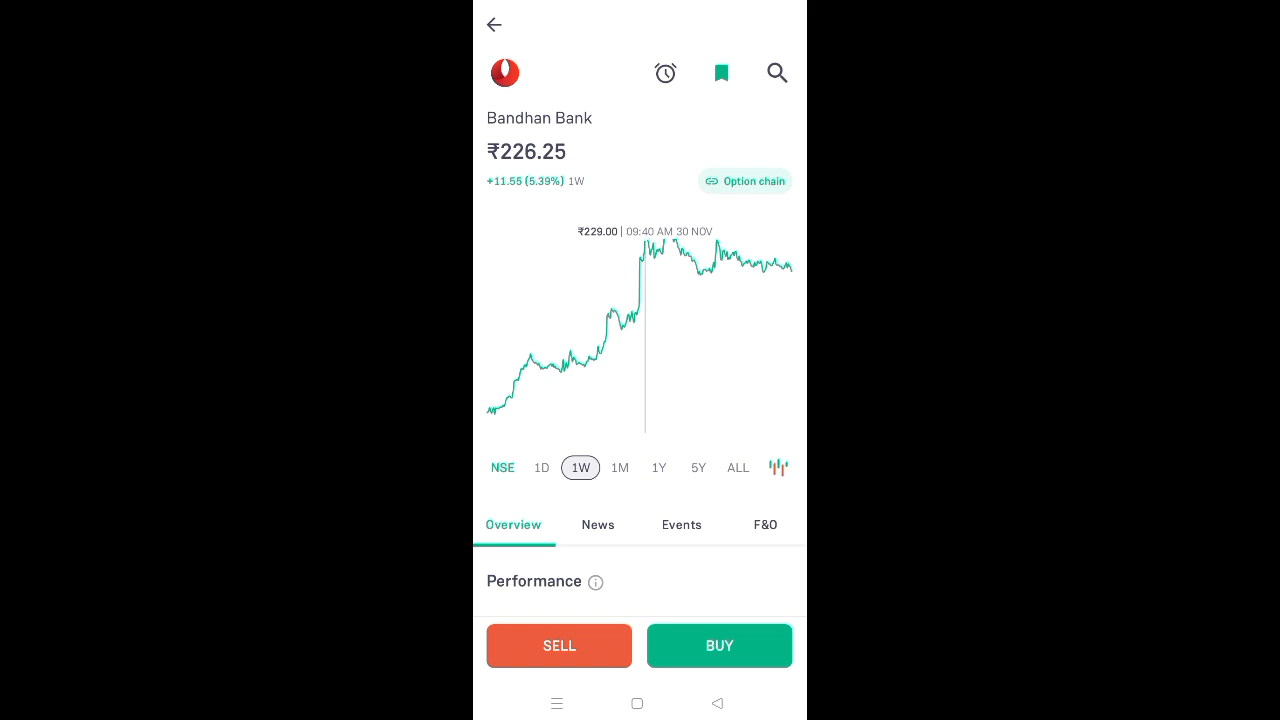 Bandhan Bank
₹226.25
+11.55 (5.39%) 1W
Option chain
₹229.00 | 09:40 AM 30 NOV
NSE 1D 1W 1M 1Y 5Y ALL
Overview News Events F&O
Performance
SELL BUY